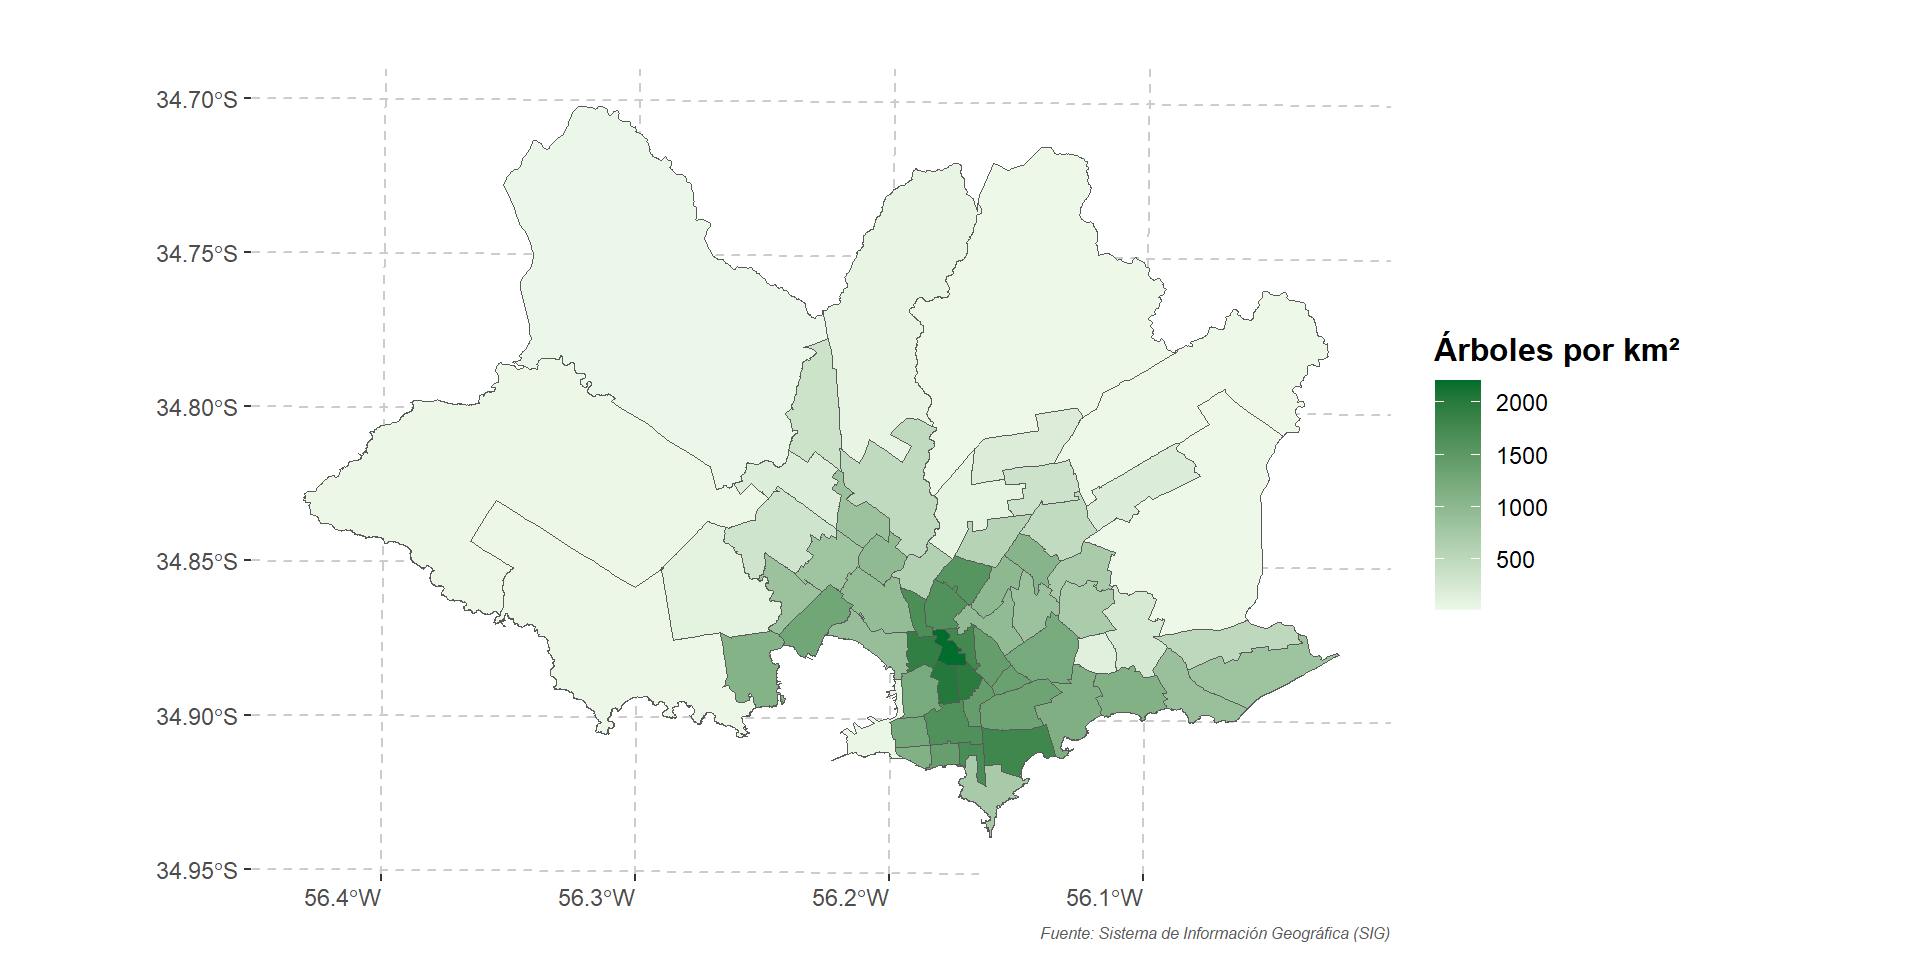 34.70°S
34.75°S
34.80°S
34.85°S
34.90°S
34.95°S
56.4°W
56.3°W
56.2°W
56.1°W
Árboles por km²
2000
1500
1000
500
Fuente: Sistema de Información Geográfica (SIG)